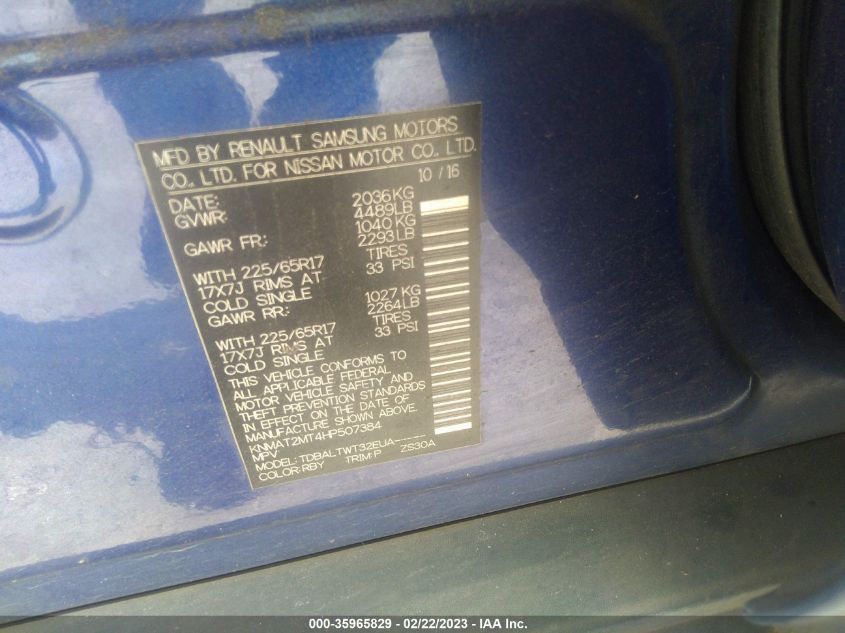 MFD BY RENAULT SAMSUNG MOTORS
CO., LTD. FOR NISSAN MOTOR CO., LTD.
DATE: 10 / 16
GVWR: 2036KG
4489LB
GAWR FR: 1040KG
2293LB
WITH 225/65R17 TIRES
17X7J RIMS AT 33 PSI
COLD SINGLE
GAWR RR: 1027 KG
2264LB
WITH 225/65R17 TIRES
17X7J RIMS AT 33 PSI
COLD SINGLE
THIS VEHICLE CONFORMS TO
ALL APPLICABLE FEDERAL
MOTOR VEHICLE SAFETY AND
THEFT PREVENTION STANDARDS
IN EFFECT ON THE DATE OF
MANUFACTURE SHOWN ABOVE.
KNMAT2MT4HP507384
MPV
MODEL: TDBALTWT32EUA-----
COLOR:RBY TRIM:P ZS30A
000-35965829 - 02/22/2023 - IAA Inc.